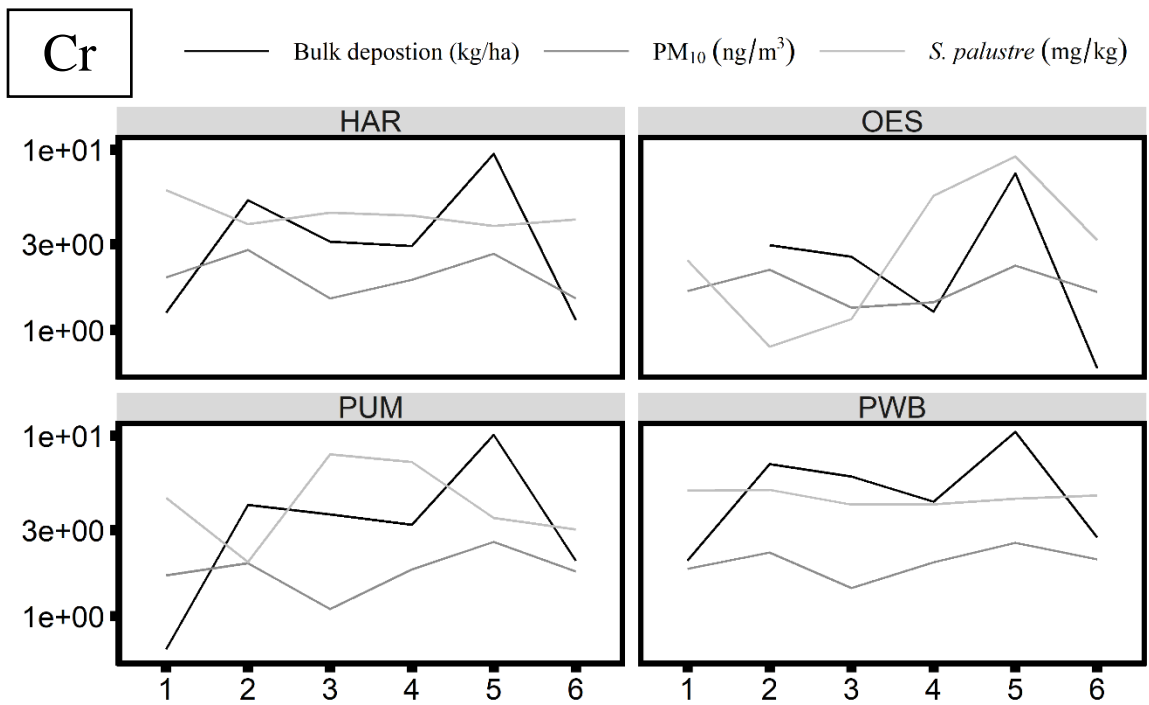 Cr
Bulk depostion (kg/ha) PM₁₀ (ng/m³) S. palustre (mg/kg)
HAR OES
1e+01
3e+00
1e+00
PUM PWB
1e+01
3e+00
1e+00
1 2 3 4 5 6 1 2 3 4 5 6